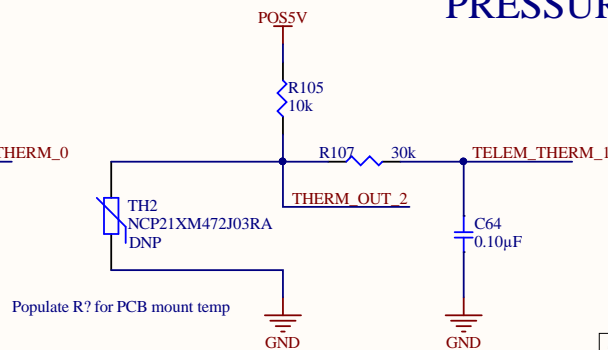 PRESSUR
POS5V
R105
10k
THERM_0
R107 30k
TELEM_THERM_1
THERM_OUT_2
TH2
NCP21XM472J03RA
DNP
C64
0.10µF
Populate R? for PCB mount temp
GND
GND